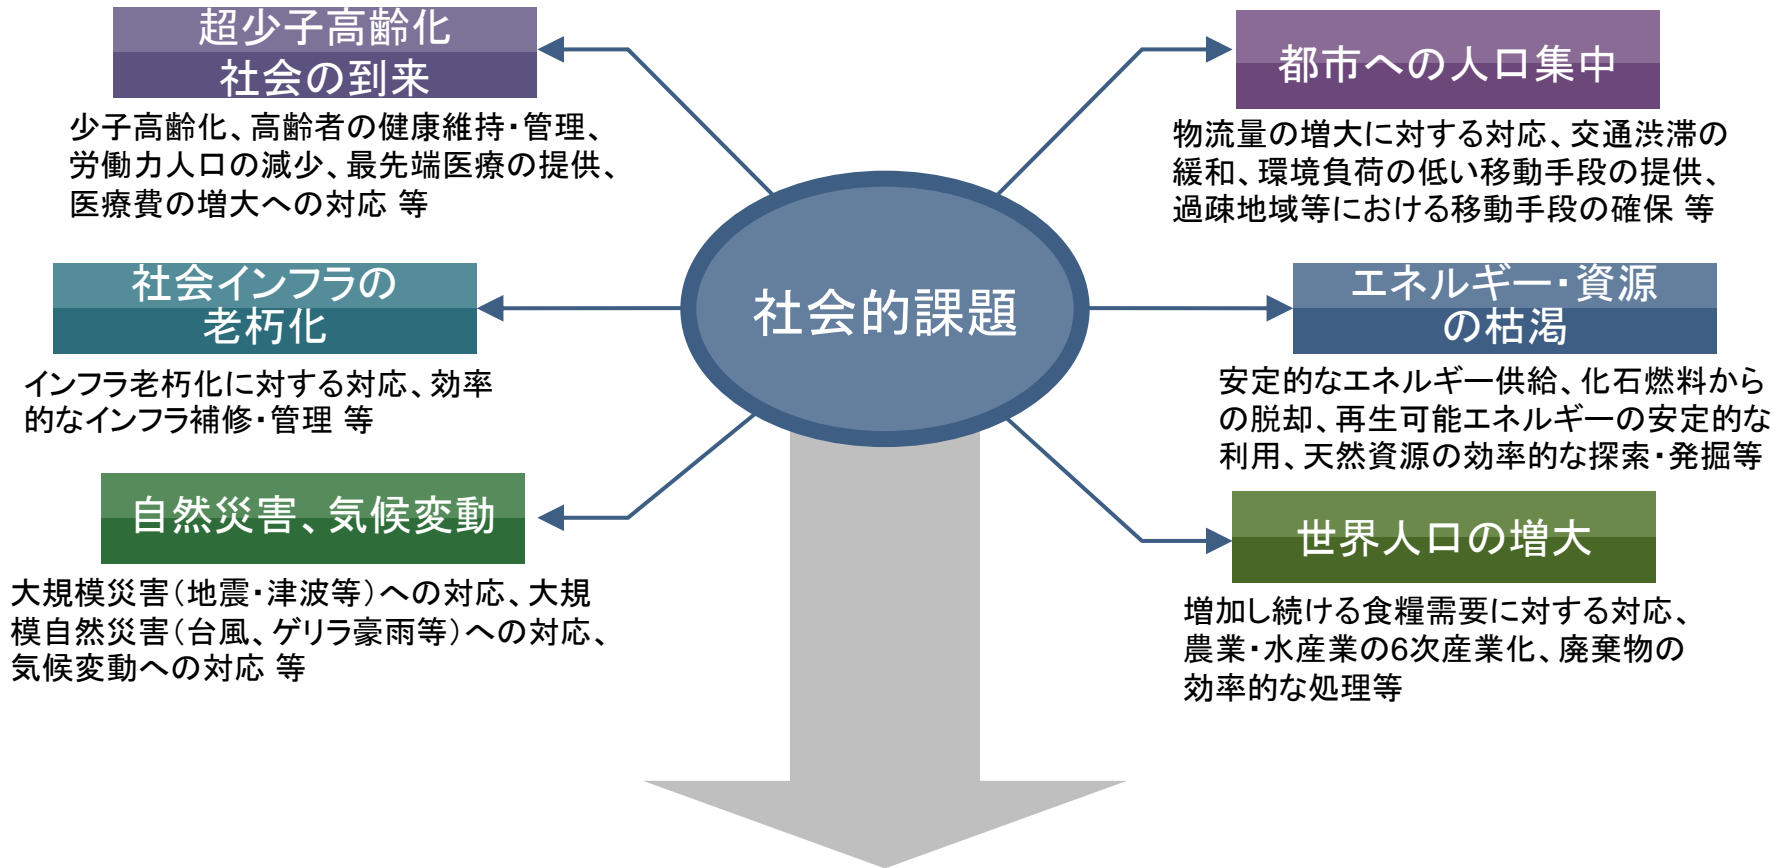 超少子高齢化
社会の到来
少子高齢化、高齢者の健康維持・管理、
労働力人口の減少、最先端医療の提供、
医療費の増大への対応 等
社会インフラの
老朽化
インフラ老朽化に対する対応、効率
的なインフラ補修・管理 等
自然災害、気候変動
大規模災害（地震・津波等）への対応、大規
模自然災害（台風、ゲリラ豪雨等）への対応、
気候変動への対応 等
社会的課題
都市への人口集中
物流量の増大に対する対応、交通渋滞の
緩和、環境負荷の低い移動手段の提供、
過疎地域等における移動手段の確保 等
エネルギー・資源
の枯渇
安定的なエネルギー供給、化石燃料から
の脱却、再生可能エネルギーの安定的な
利用、天然資源の効率的な探索・発掘等
世界人口の増大
増加し続ける食糧需要に対する対応、
農業・水産業の6次産業化、廃棄物の
効率的な処理等